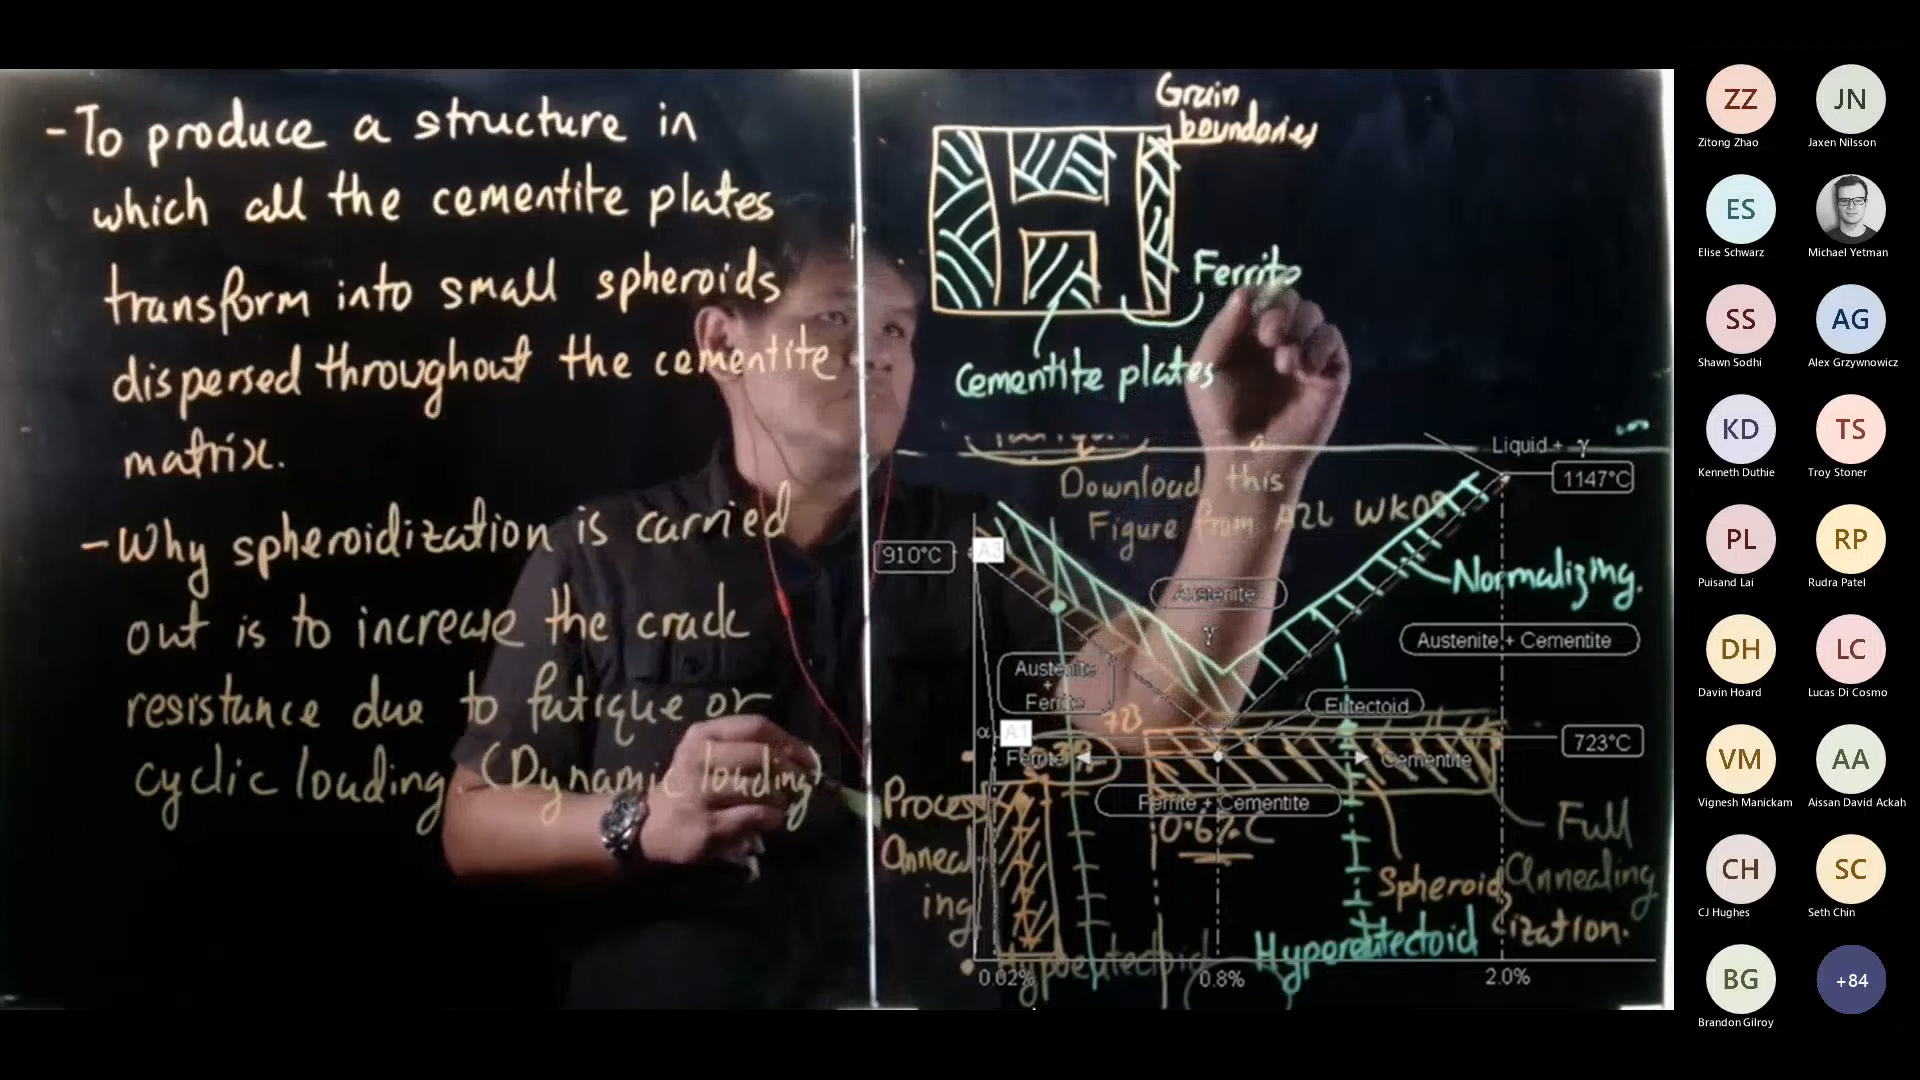 - To produce a structure in
which all the cementite plates
transform into small spheroids
dispersed throughout the cementite
matrix.
- Why spheroidization is carried
out is to increase the crack
resistance due to fatigue or
cyclic loading. (Dynamic loading)
Grain
boundaries
Ferrite
Cementite plates
Download this
Figure from A2L WK08
Liquid + γ
1147°C
910°C
A3
Normalizing.
Austenite
γ
Austenite + Cementite
Austenite
+
Ferrite
Eutectoid
α
A1
723°C
Ferrite
Cementite
Ferrite + Cementite
0.6%C
Process
Anneal
ing
Full
Annealing
Spheroid
ization.
Hypereutectoid
Hypoeutectoid
0.02%
0.8%
2.0%
ZZ
Zitong Zhao
JN
Jaxen Nilsson
ES
Elise Schwarz
Michael Yetman
SS
Shawn Sodhi
AG
Alex Grzywnowicz
KD
Kenneth Duthie
TS
Troy Stoner
PL
Puisand Lai
RP
Rudra Patel
DH
Davin Hoard
LC
Lucas Di Cosmo
VM
Vignesh Manickam
AA
Aissan David Ackah
CH
CJ Hughes
SC
Seth Chin
BG
Brandon Gilroy
+84